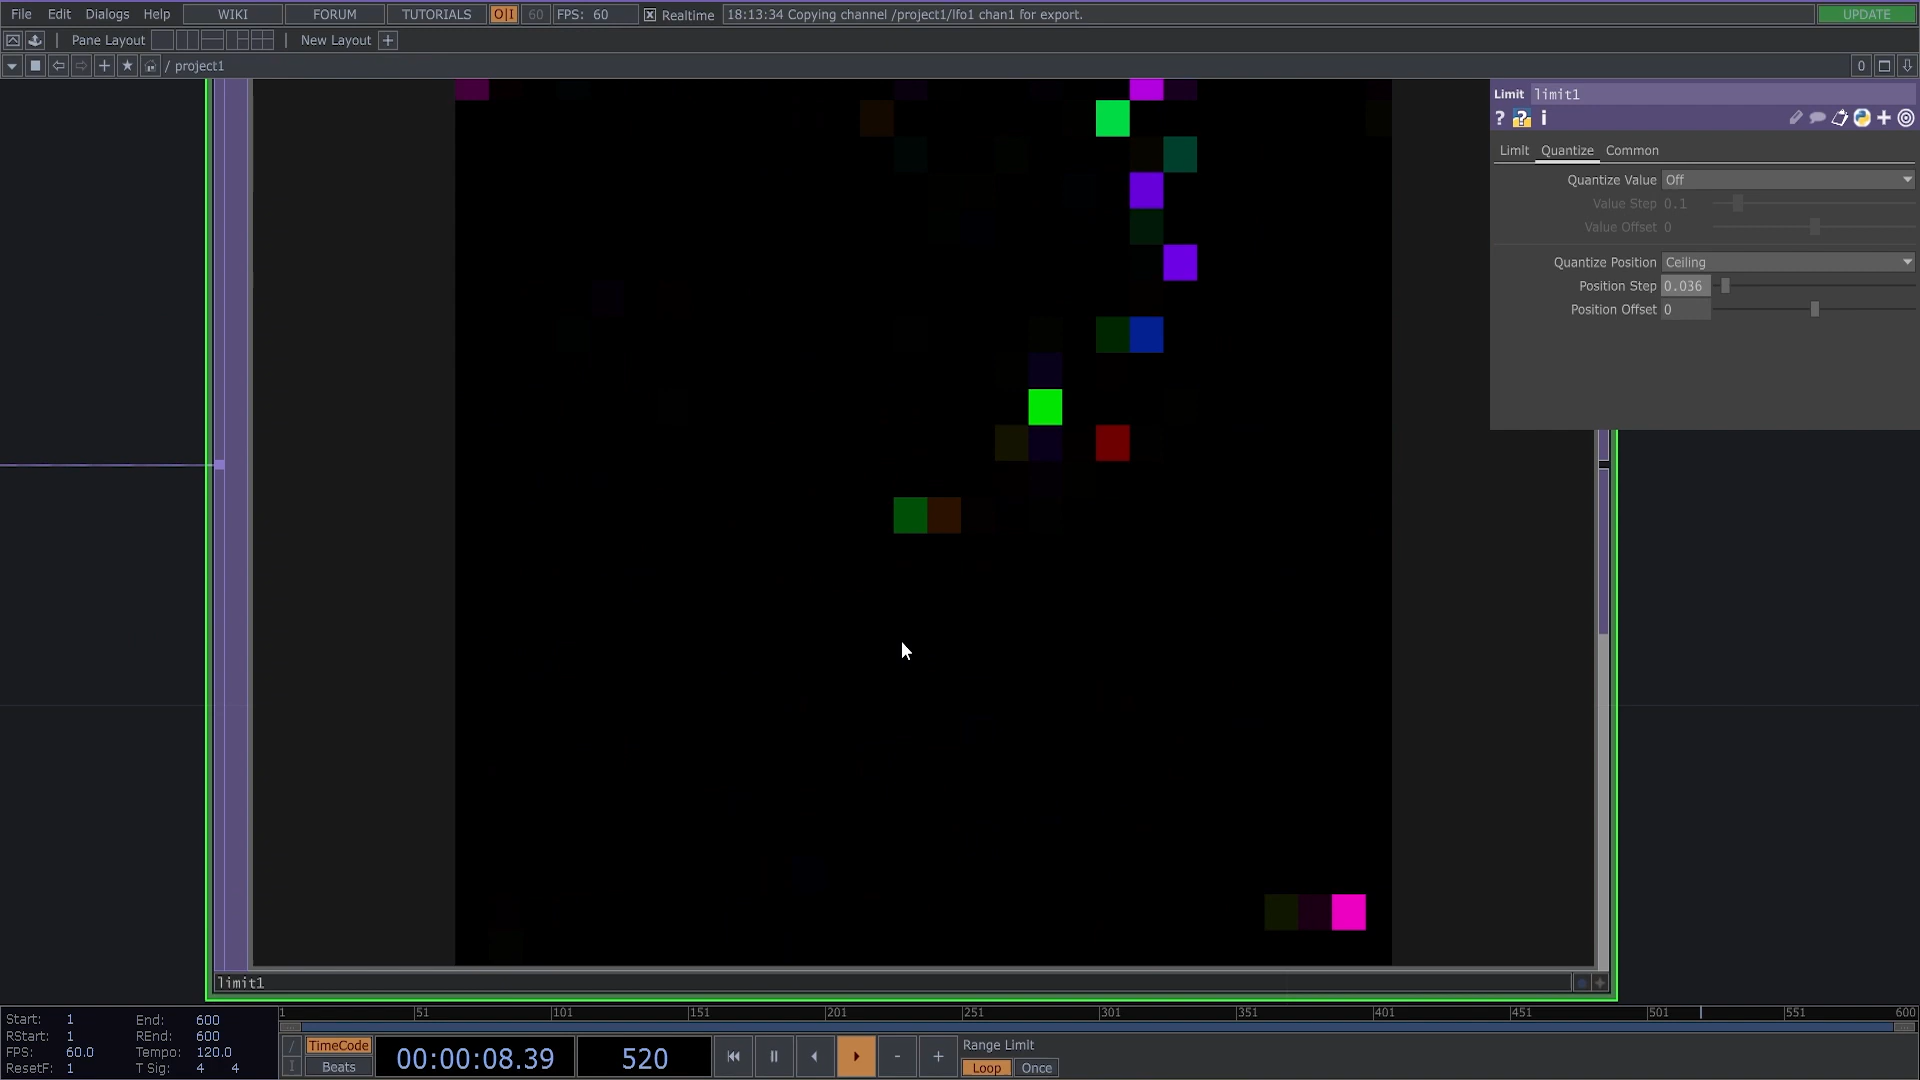 File Edit Dialogs Help WIKI FORUM TUTORIALS O|I 60 FPS: 60 Realtime 18:13:34 Copying channel /project1/lfo1 chan1 for export. UPDATE
Pane Layout New Layout +
/ project1 0
Limit limit1
? ? i
Limit Quantize Common
Quantize Value Off
Value Step 0.1
Value Offset 0
Quantize Position Ceiling
Position Step 0.036
Position Offset 0
limit1
1 51 101 151 201 251 301 351 401 451 501 551 600
Start: 1 End: 600
RStart: 1 REnd: 600
FPS: 60.0 Tempo: 120.0
ResetF: 1 T Sig: 4 4
TimeCode
Beats
00:00:08.39 520
- +
Range Limit
Loop Once